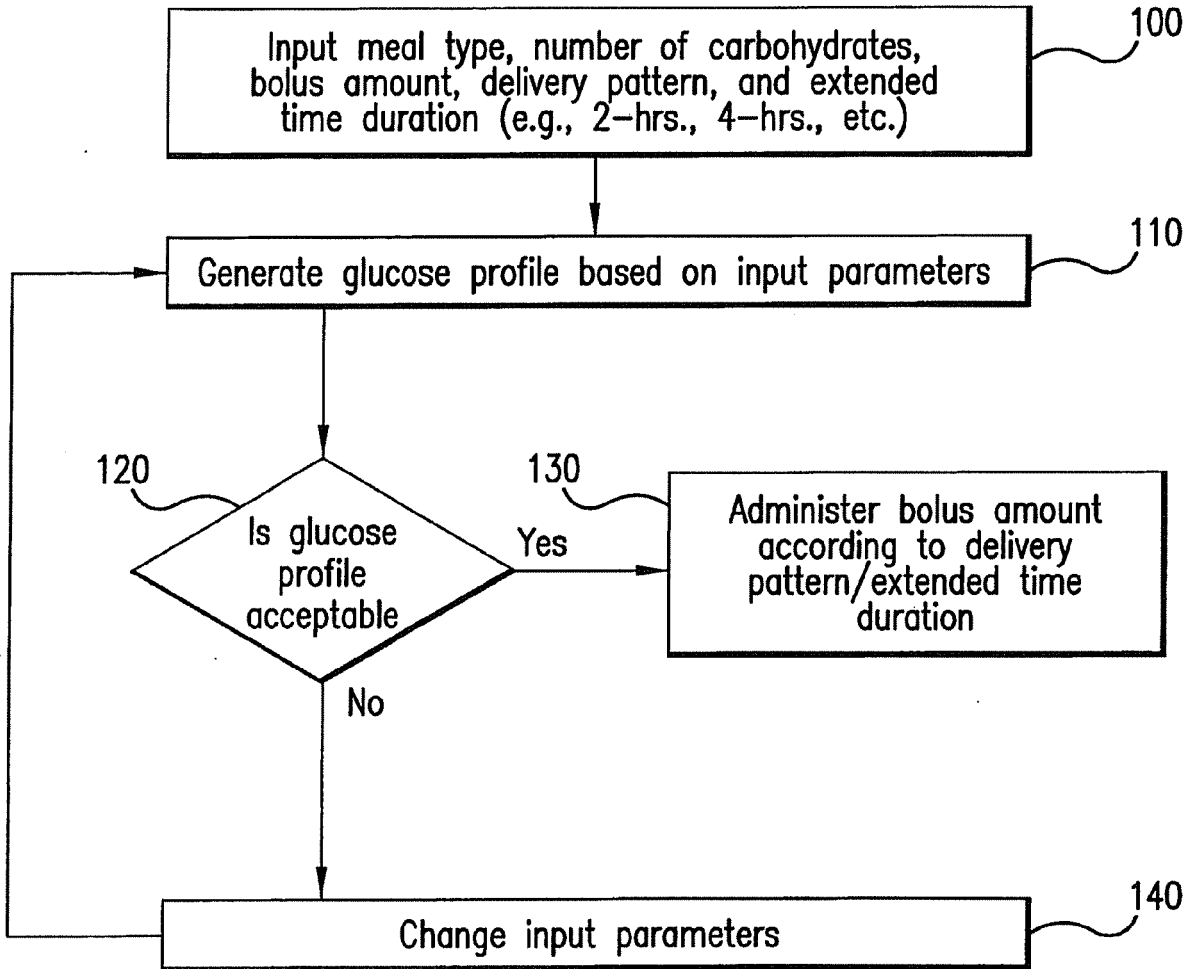 100
Input meal type, number of carbohydrates,
bolus amount, delivery pattern, and extended
time duration (e.g., 2-hrs., 4-hrs., etc.)
110
Generate glucose profile based on input parameters
120
Is glucose
profile
acceptable
Yes
No
130
Administer bolus amount
according to delivery
pattern/extended time
duration
140
Change input parameters